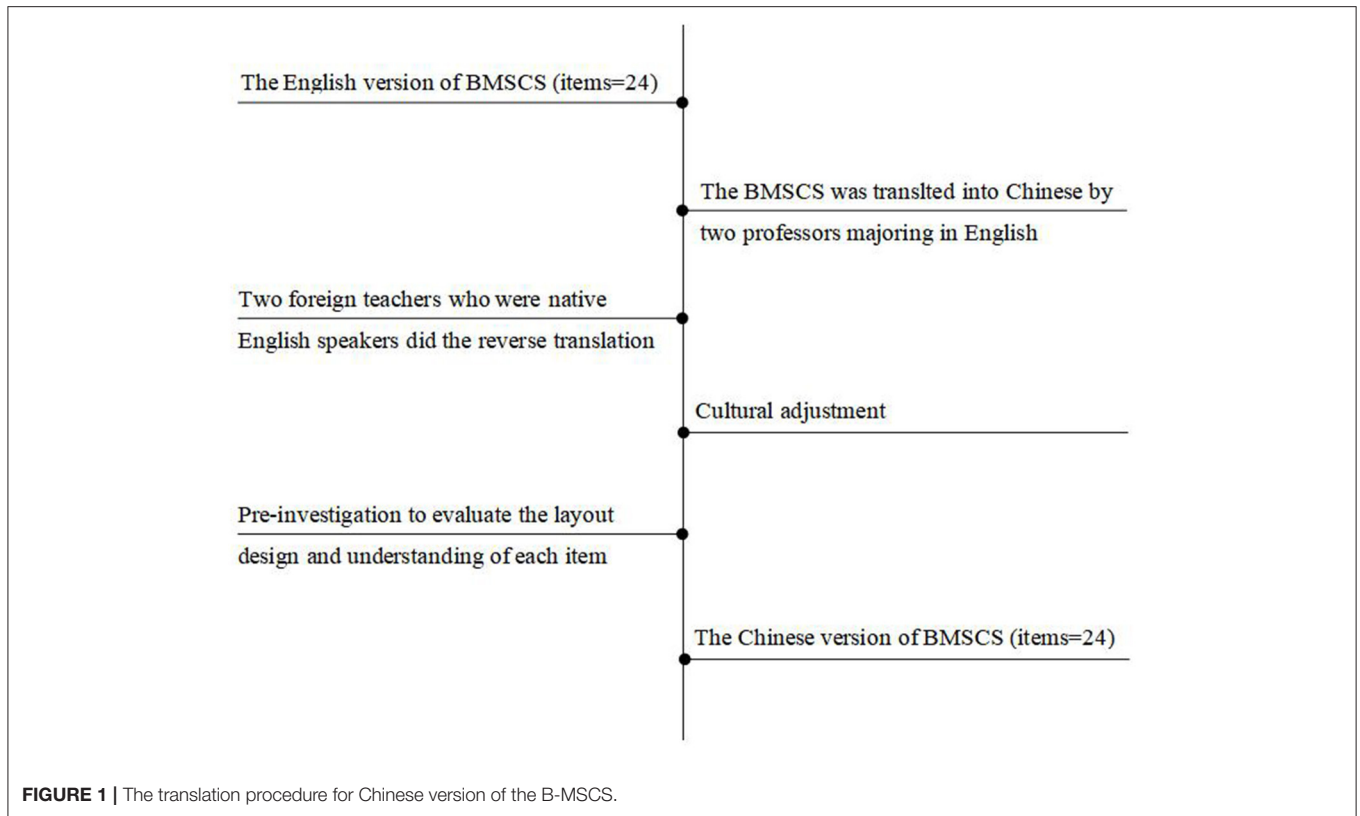 The English version of BMSCS (items=24)
The BMSCS was translted into Chinese by
two professors majoring in English
Two foreign teachers who were native
English speakers did the reverse translation
Cultural adjustment
Pre-investigation to evaluate the layout
design and understanding of each item
The Chinese version of BMSCS (items=24)
FIGURE 1 | The translation procedure for Chinese version of the B-MSCS.